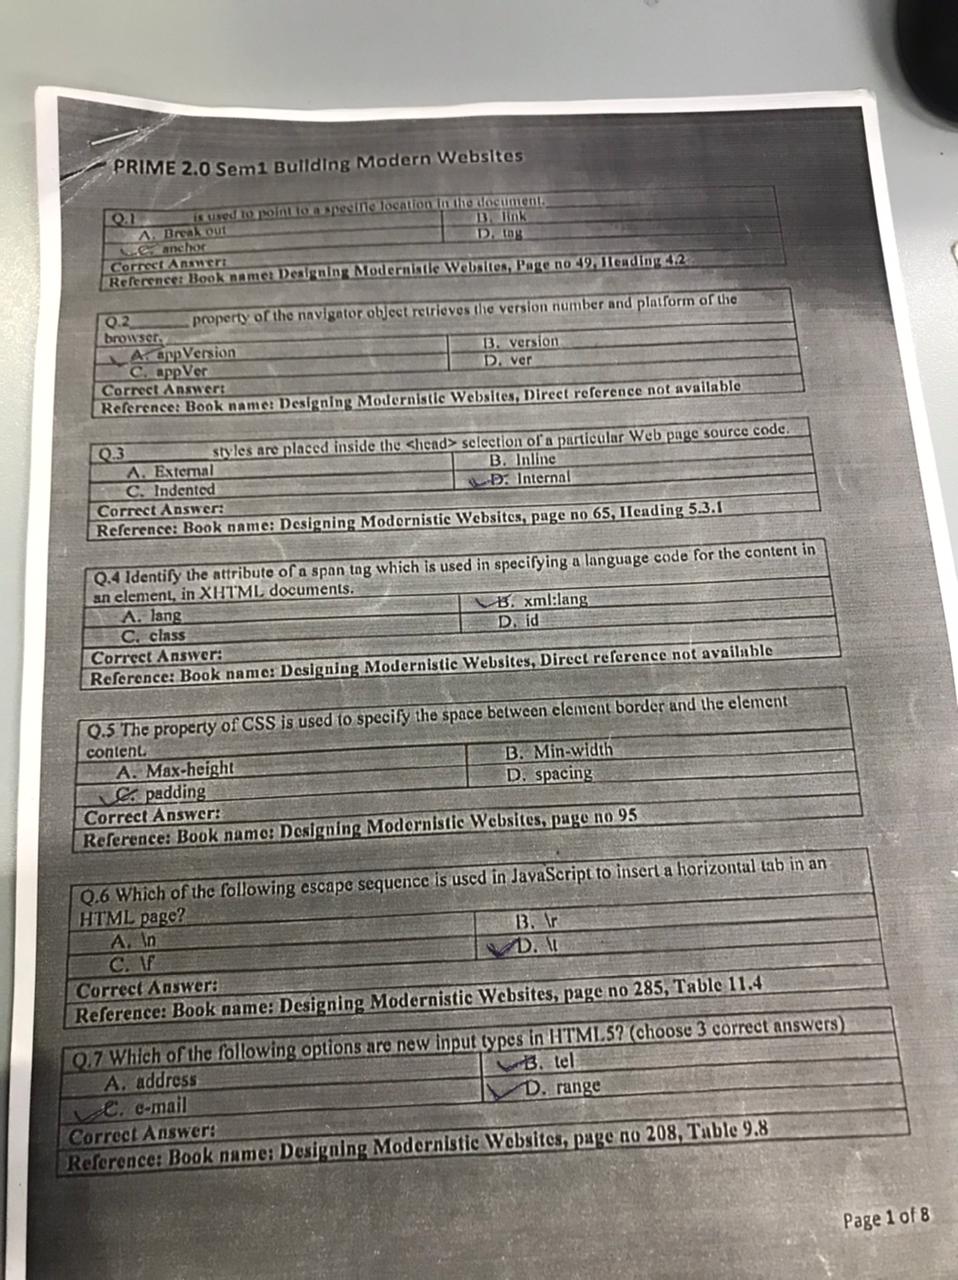 PRIME 2.0 Sem1 Building Modern Websites
Q.1 ______ is used to point to a specific location in the document.
A. Break out B. link
C. anchor D. tag
Correct Answer:
Reference: Book name: Designing Modernistic Websites, Page no 49, Heading 4.2
Q.2 ______ property of the navigator object retrieves the version number and platform of the
browser.
A. appVersion B. version
C. appVer D. ver
Correct Answer:
Reference: Book name: Designing Modernistic Websites, Direct reference not available
Q.3 ______ styles are placed inside the <head> selection of a particular Web page source code.
A. External B. Inline
C. Indented D. Internal
Correct Answer:
Reference: Book name: Designing Modernistic Websites, page no 65, Heading 5.3.1
Q.4 Identify the attribute of a span tag which is used in specifying a language code for the content in
an element, in XHTML documents.
A. lang B. xml:lang
C. class D. id
Correct Answer:
Reference: Book name: Designing Modernistic Websites, Direct reference not available
Q.5 The property of CSS is used to specify the space between element border and the element
content.
A. Max-height B. Min-width
C. padding D. spacing
Correct Answer:
Reference: Book name: Designing Modernistic Websites, page no 95
Q.6 Which of the following escape sequence is used in JavaScript to insert a horizontal tab in an
HTML page?
A. \n B. \r
C. \f D. \t
Correct Answer:
Reference: Book name: Designing Modernistic Websites, page no 285, Table 11.4
Q.7 Which of the following options are new input types in HTML5? (choose 3 correct answers)
A. address B. tel
C. e-mail D. range
Correct Answer:
Reference: Book name: Designing Modernistic Websites, page no 208, Table 9.8
Page 1 of 8